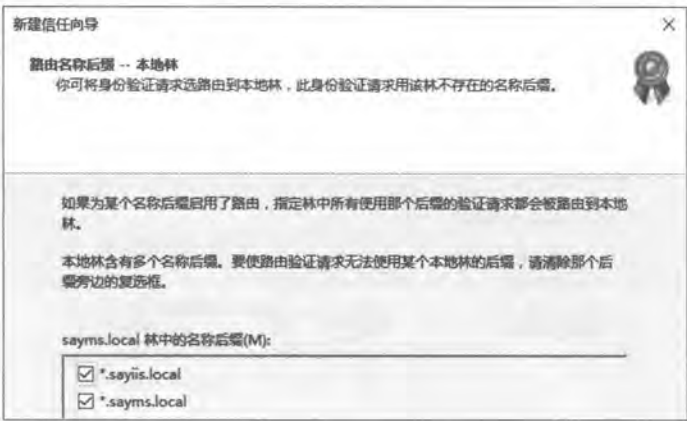 新建信任向导
路由名称后缀 -- 本地林
你可将身份验证请求选路由到本地林，此身份验证请求用该林不存在的名称后缀。
如果为某个名称后缀启用了路由，指定林中所有使用那个后缀的验证请求都会被路由到本地
林。
本地林含有多个名称后缀。要使路由验证请求无法使用某个本地林的后缀，请清除那个后
缀旁边的复选框。
sayms.local 林中的名称后缀(M):
*.sayiis.local
*.sayms.local